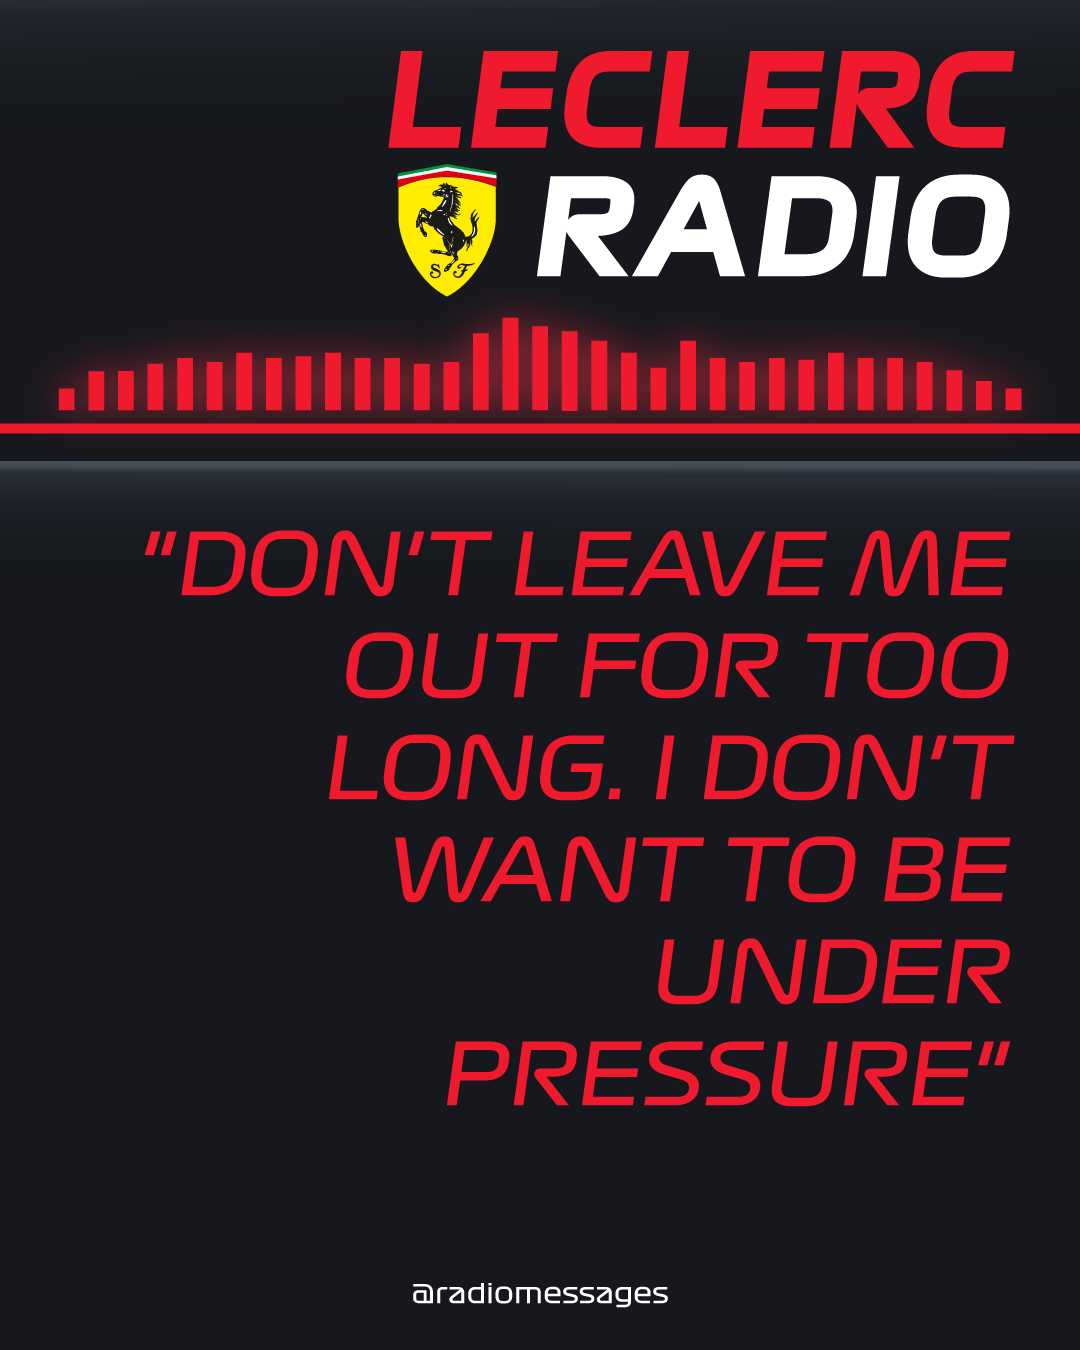 LECLERC
S F
RADIO
"DON'T LEAVE ME
OUT FOR TOO
LONG. I DON'T
WANT TO BE
UNDER
PRESSURE"
@radiomessages